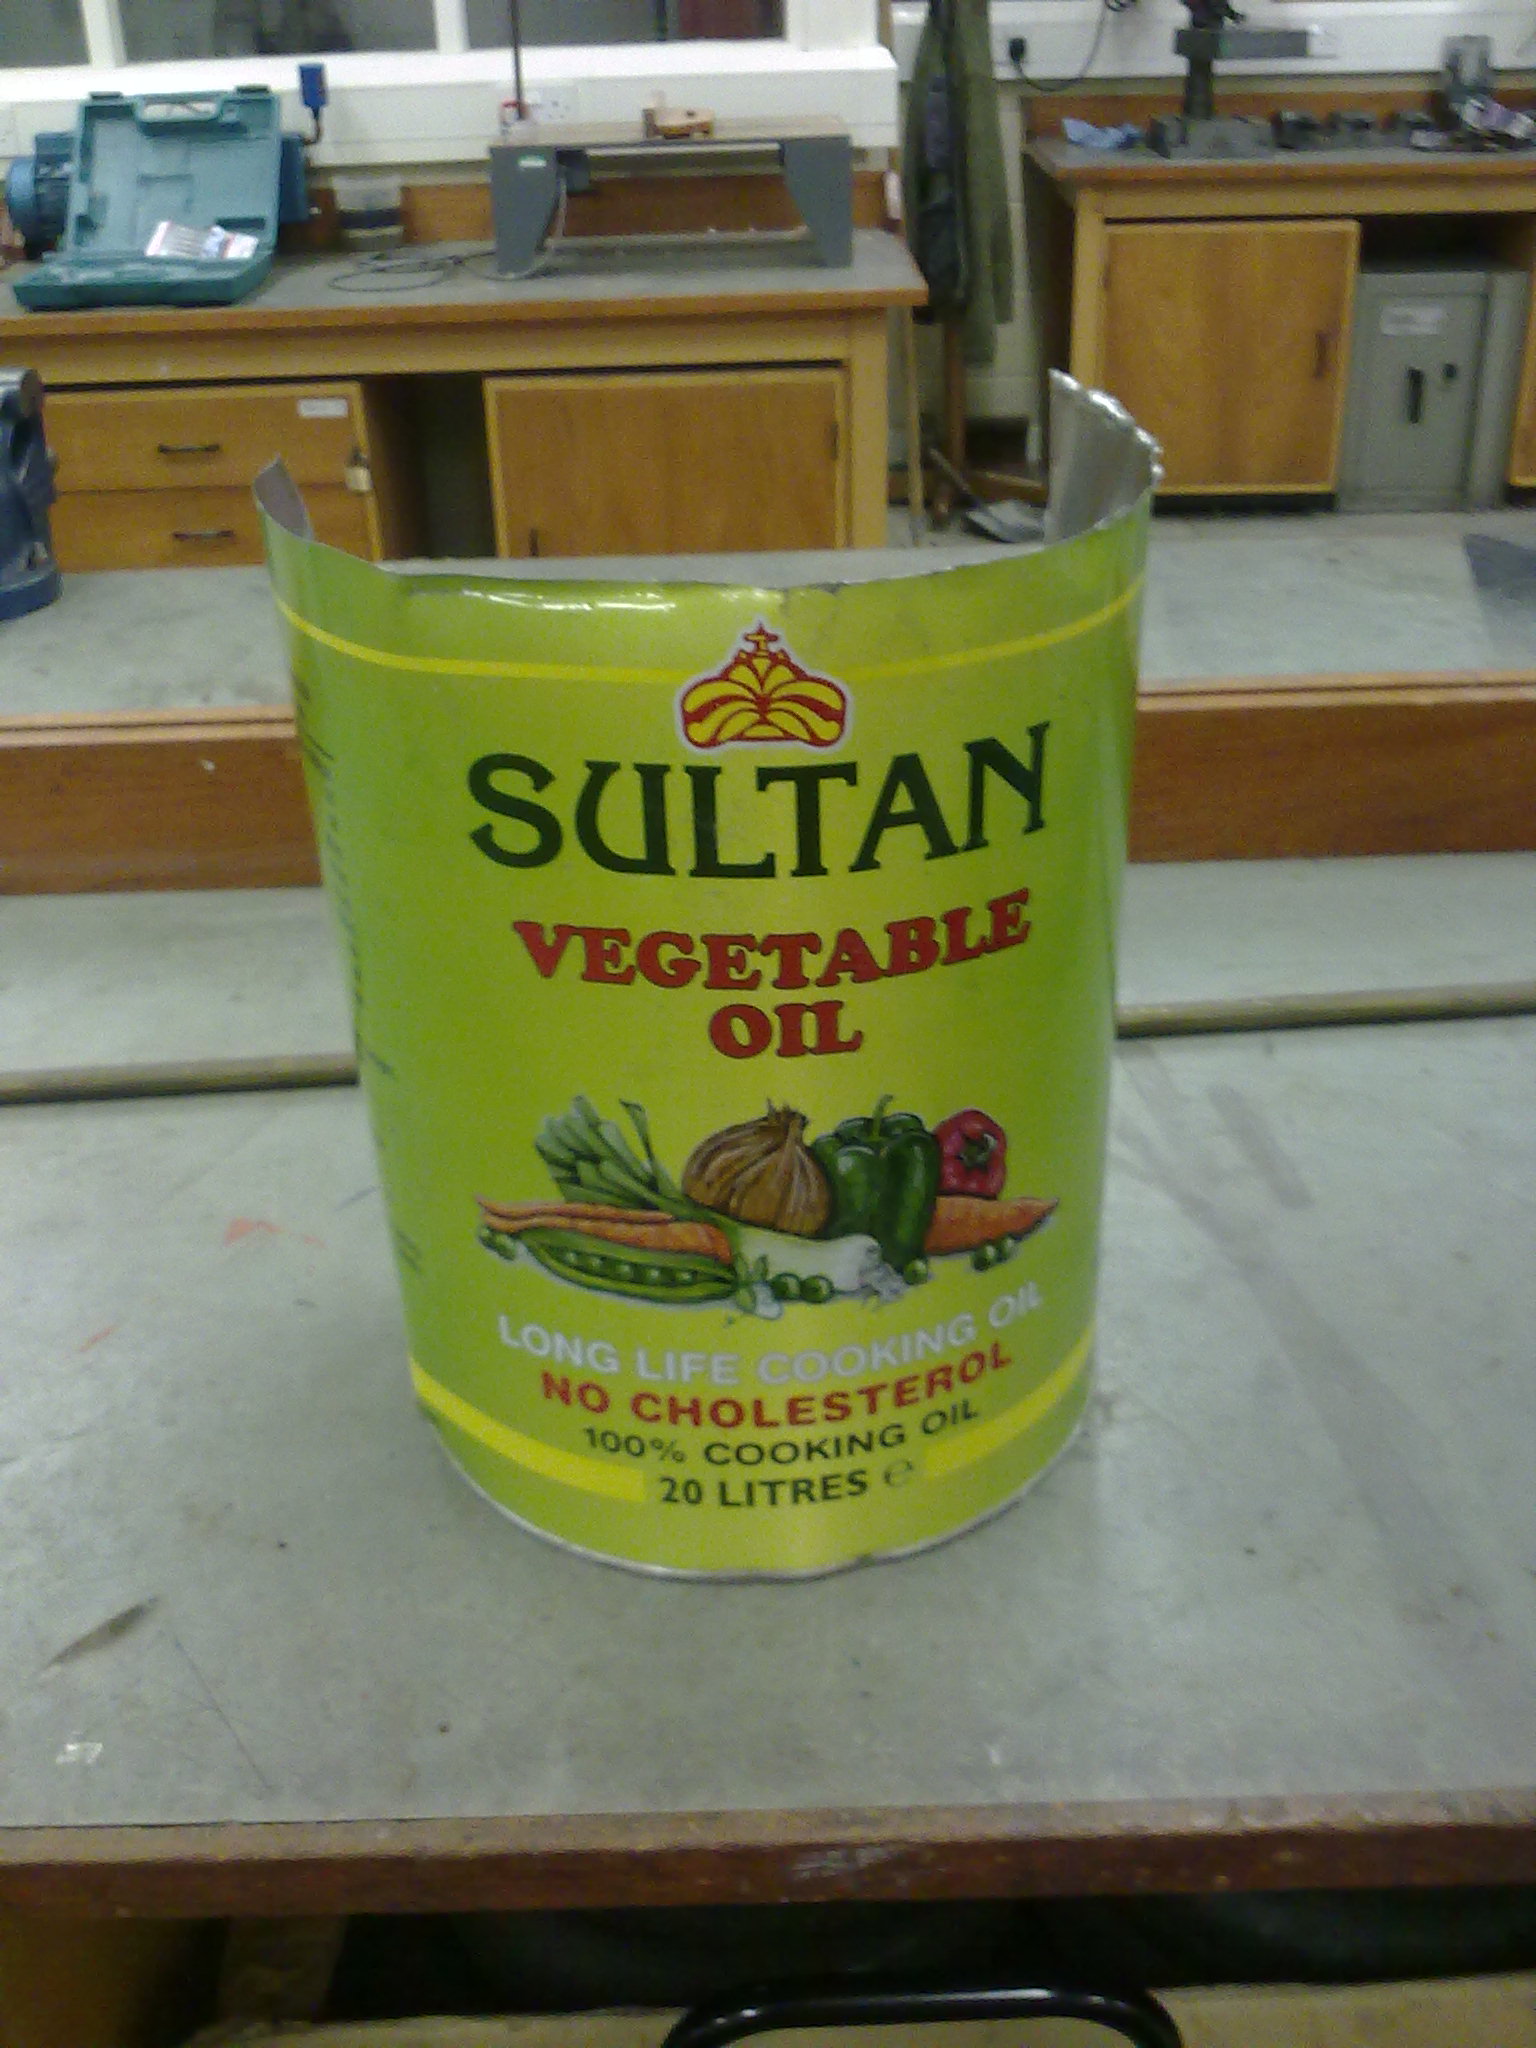 SULTAN
VEGETABLE
OIL
LONG LIFE COOKING OIL
NO CHOLESTEROL
100% COOKING OIL
20 LITRES ℮